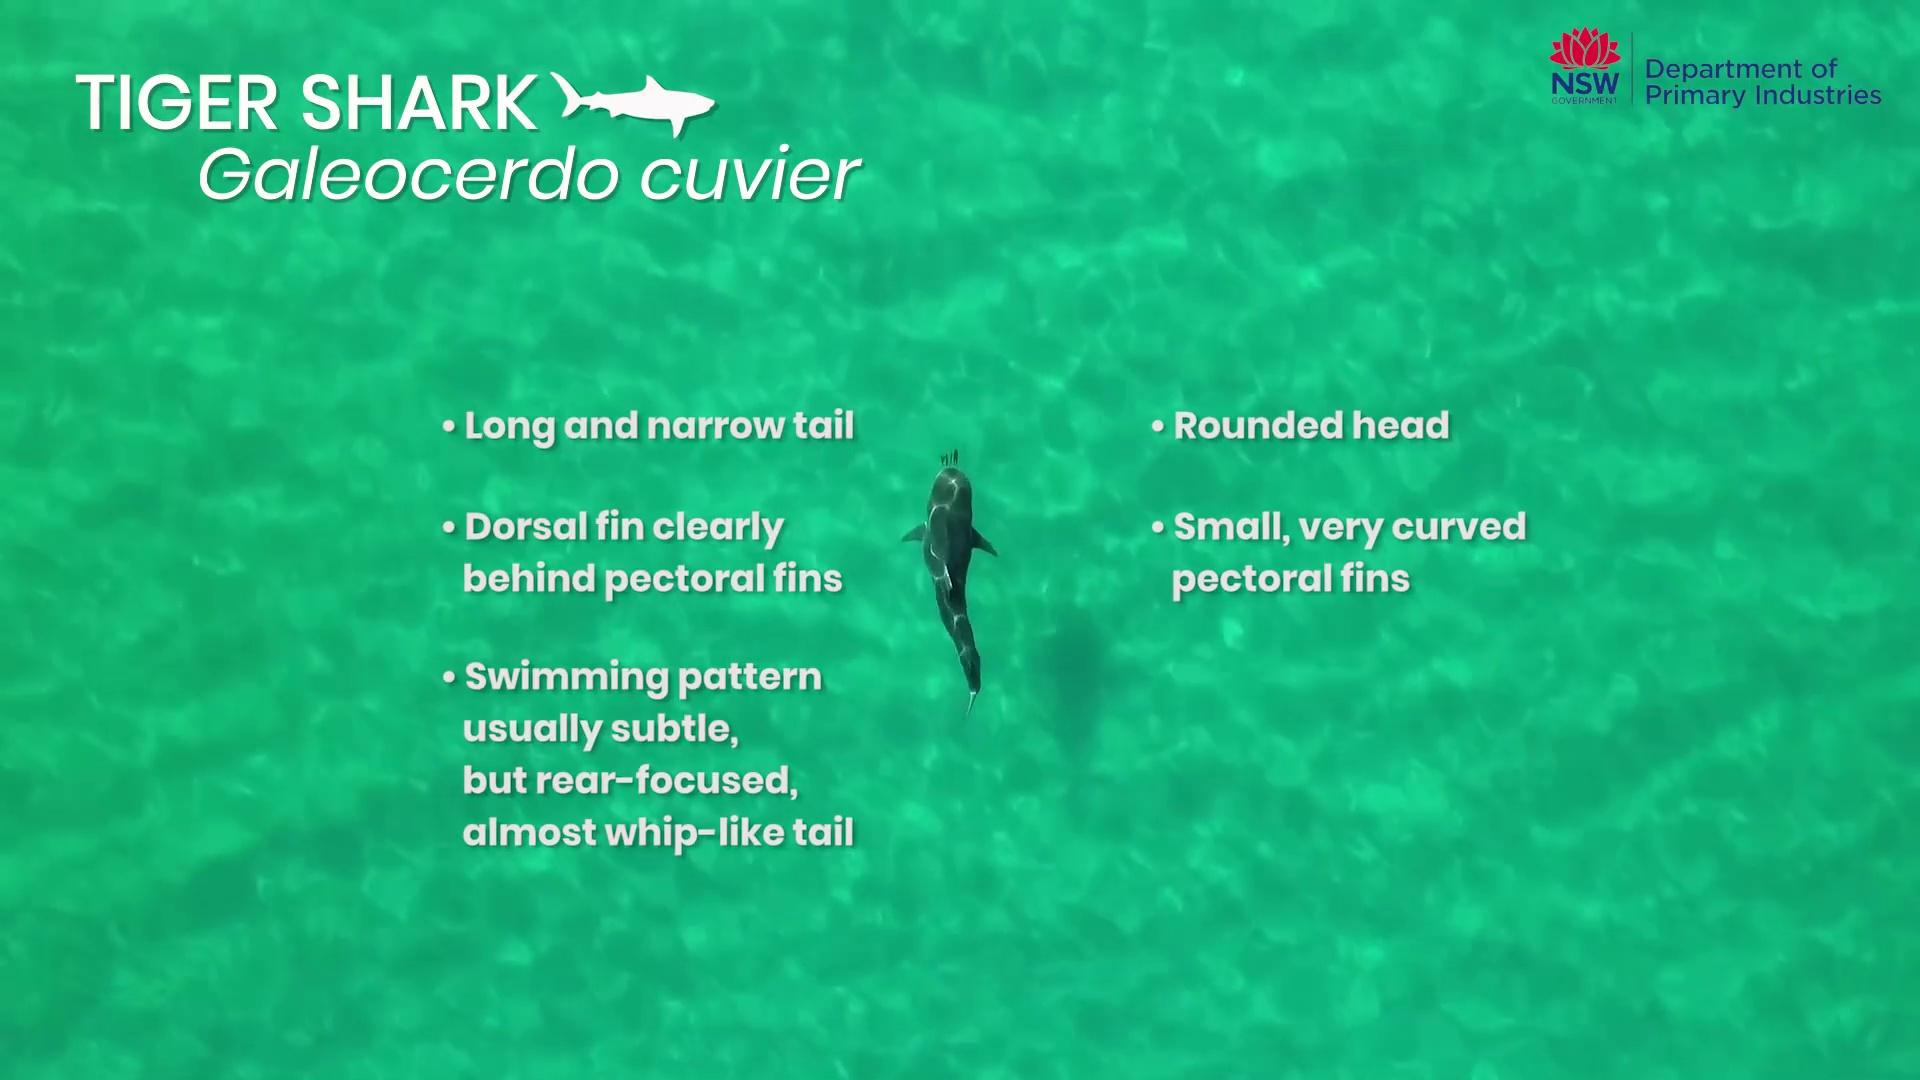 TIGER SHARK
Galeocerdo cuvier
NSW
GOVERNMENT
Department of
Primary Industries
• Long and narrow tail
• Dorsal fin clearly
behind pectoral fins
• Swimming pattern
usually subtle,
but rear-focused,
almost whip-like tail
• Rounded head
• Small, very curved
pectoral fins